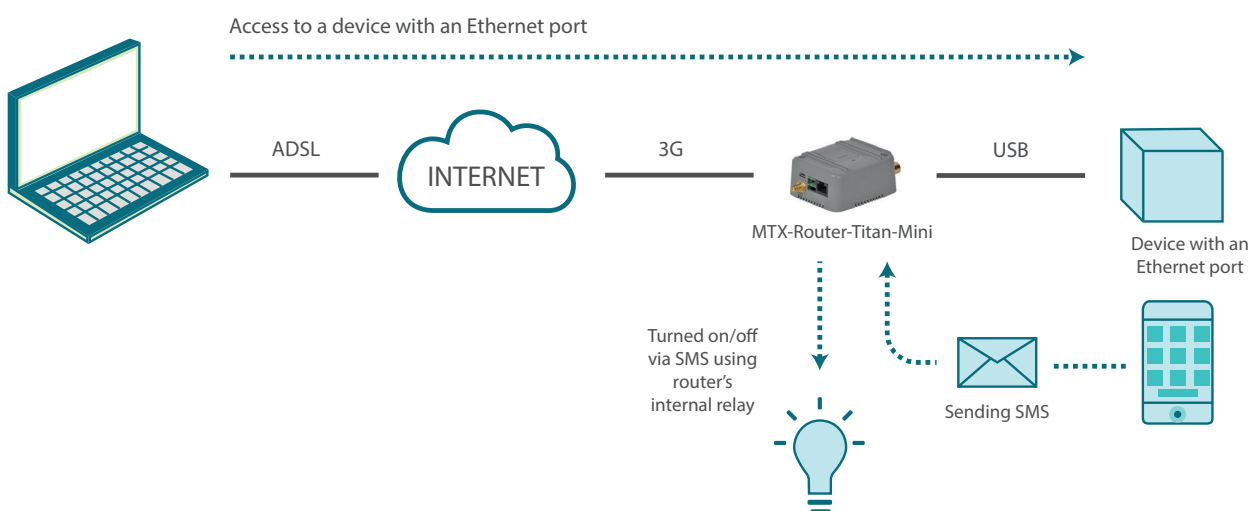 Access to a device with an Ethernet port
ADSL
INTERNET
3G
USB
MTX-Router-Titan-Mini
Device with an
Ethernet port
Turned on/off
via SMS using
router's
internal relay
Sending SMS